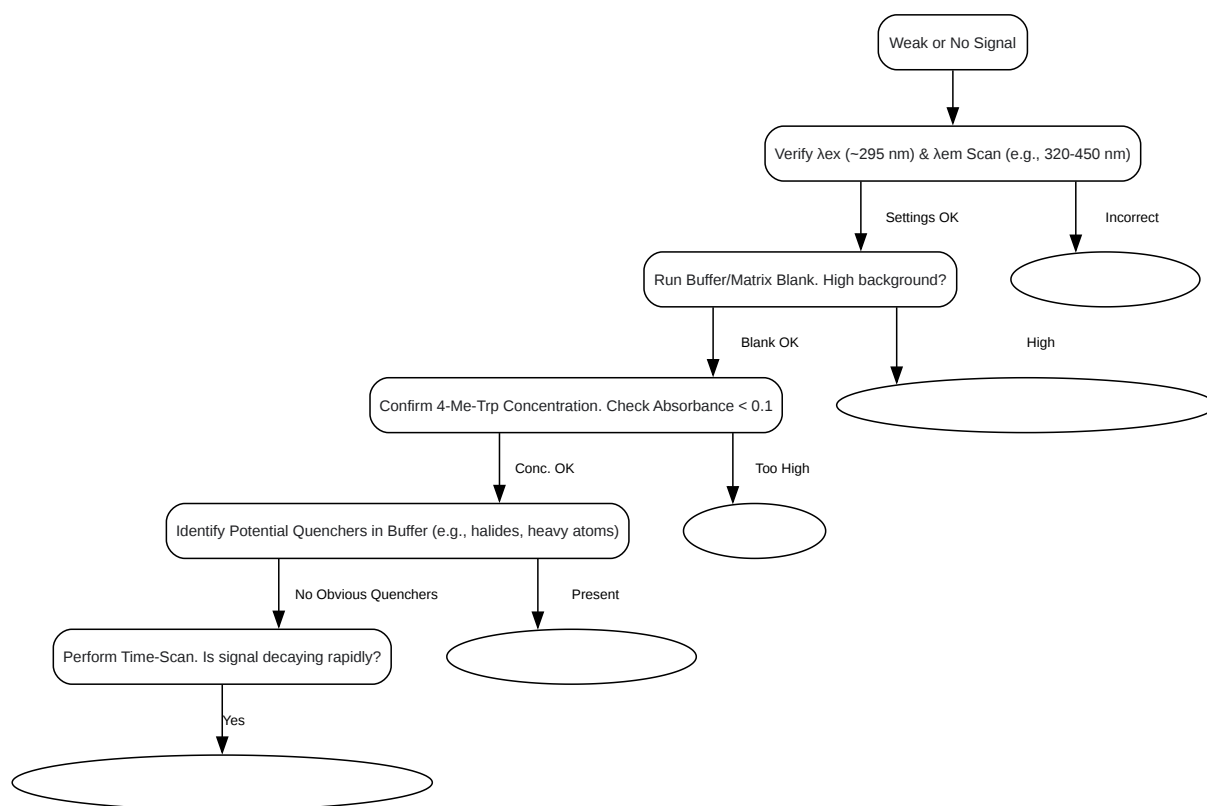 Weak or No Signal
Verify λex (~295 nm) & λem Scan (e.g., 320-450 nm)
Settings OK
Incorrect
Run Buffer/Matrix Blank. High background?
Blank OK
High
Confirm 4-Me-Trp Concentration. Check Absorbance < 0.1
Conc. OK
Too High
Identify Potential Quenchers in Buffer (e.g., halides, heavy atoms)
No Obvious Quenchers
Present
Perform Time-Scan. Is signal decaying rapidly?
Yes